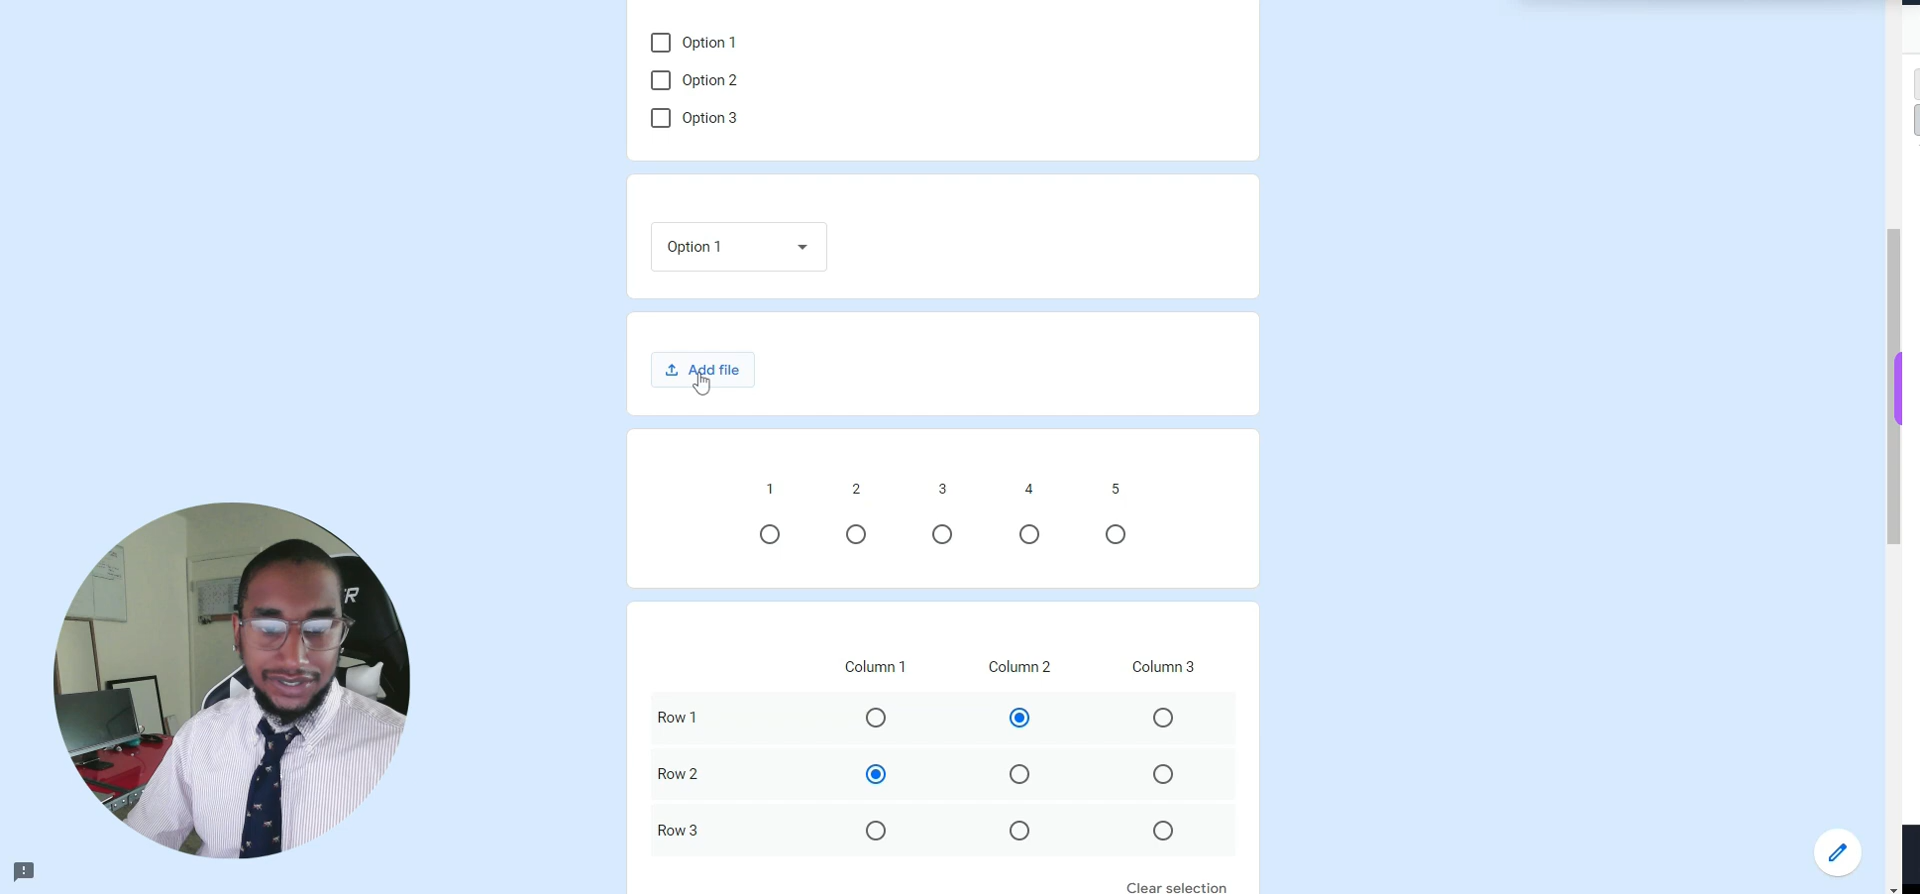 Option 1
Option 2
Option 3
Option 1
Add file
1 2 3 4 5
Column 1 Column 2 Column 3
Row 1
Row 2
Row 3
Clear selection